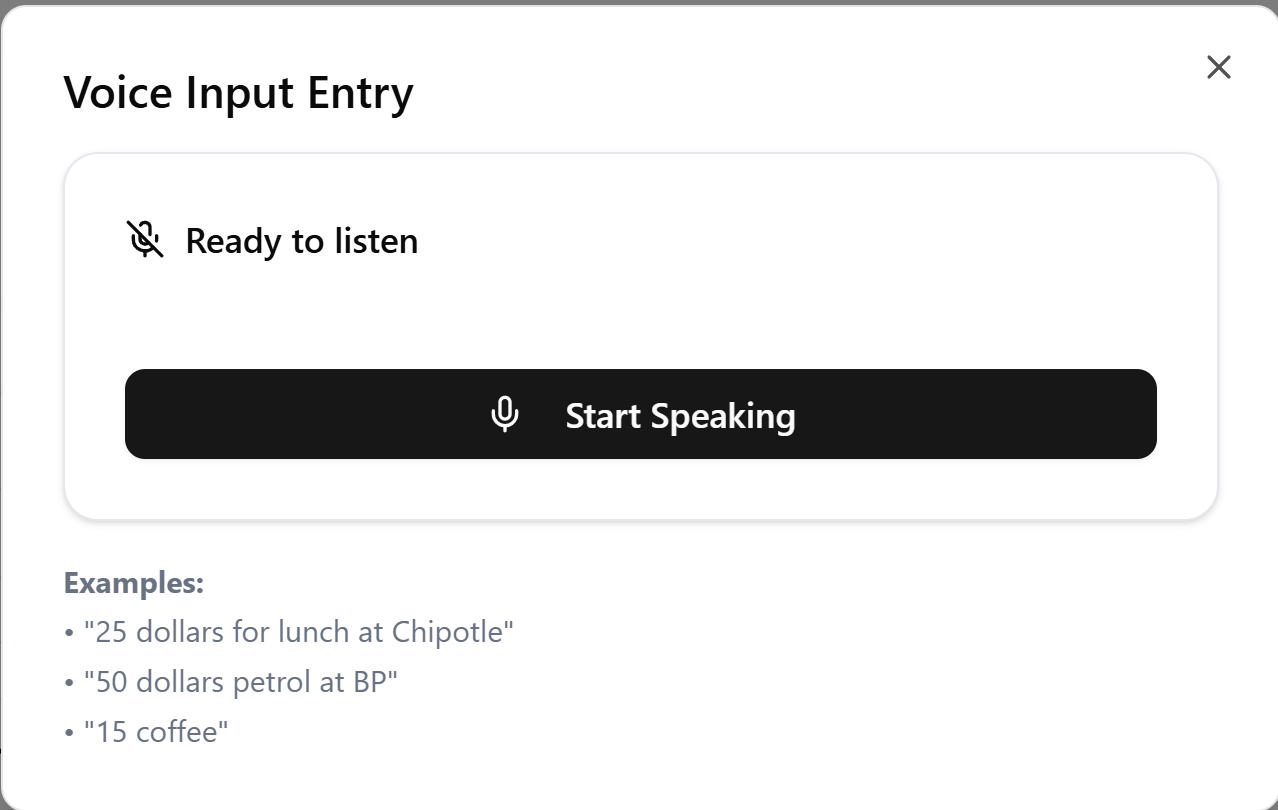 Voice Input Entry
Ready to listen
Start Speaking
Examples:
• "25 dollars for lunch at Chipotle"
• "50 dollars petrol at BP"
• "15 coffee"